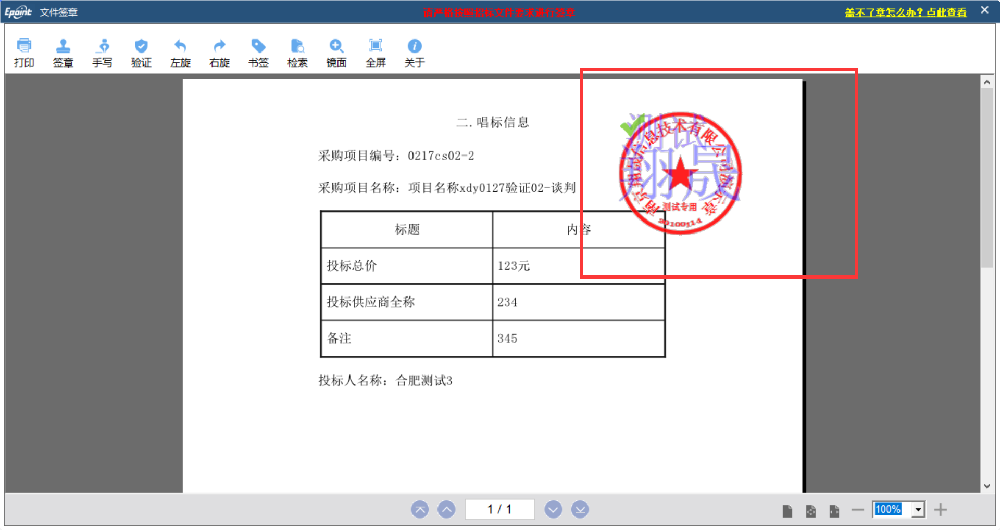 Epoint 文件签章
请严格按照招标文件要求进行签章
盖不了章怎么办?点此查看
打印 签章 手写 验证 左旋 右旋 书签 检索 镜面 全屏 关于
二.唱标信息
采购项目编号：0217cs02-2
采购项目名称：项目名称xdy0127验证02-谈判
标题 内容
投标总价 123元
投标供应商全称 234
备注 345
投标人名称：合肥测试3
测试
翔晟
南京翔晟信息技术有限公司
测试专用
20100114
1 / 1
100%